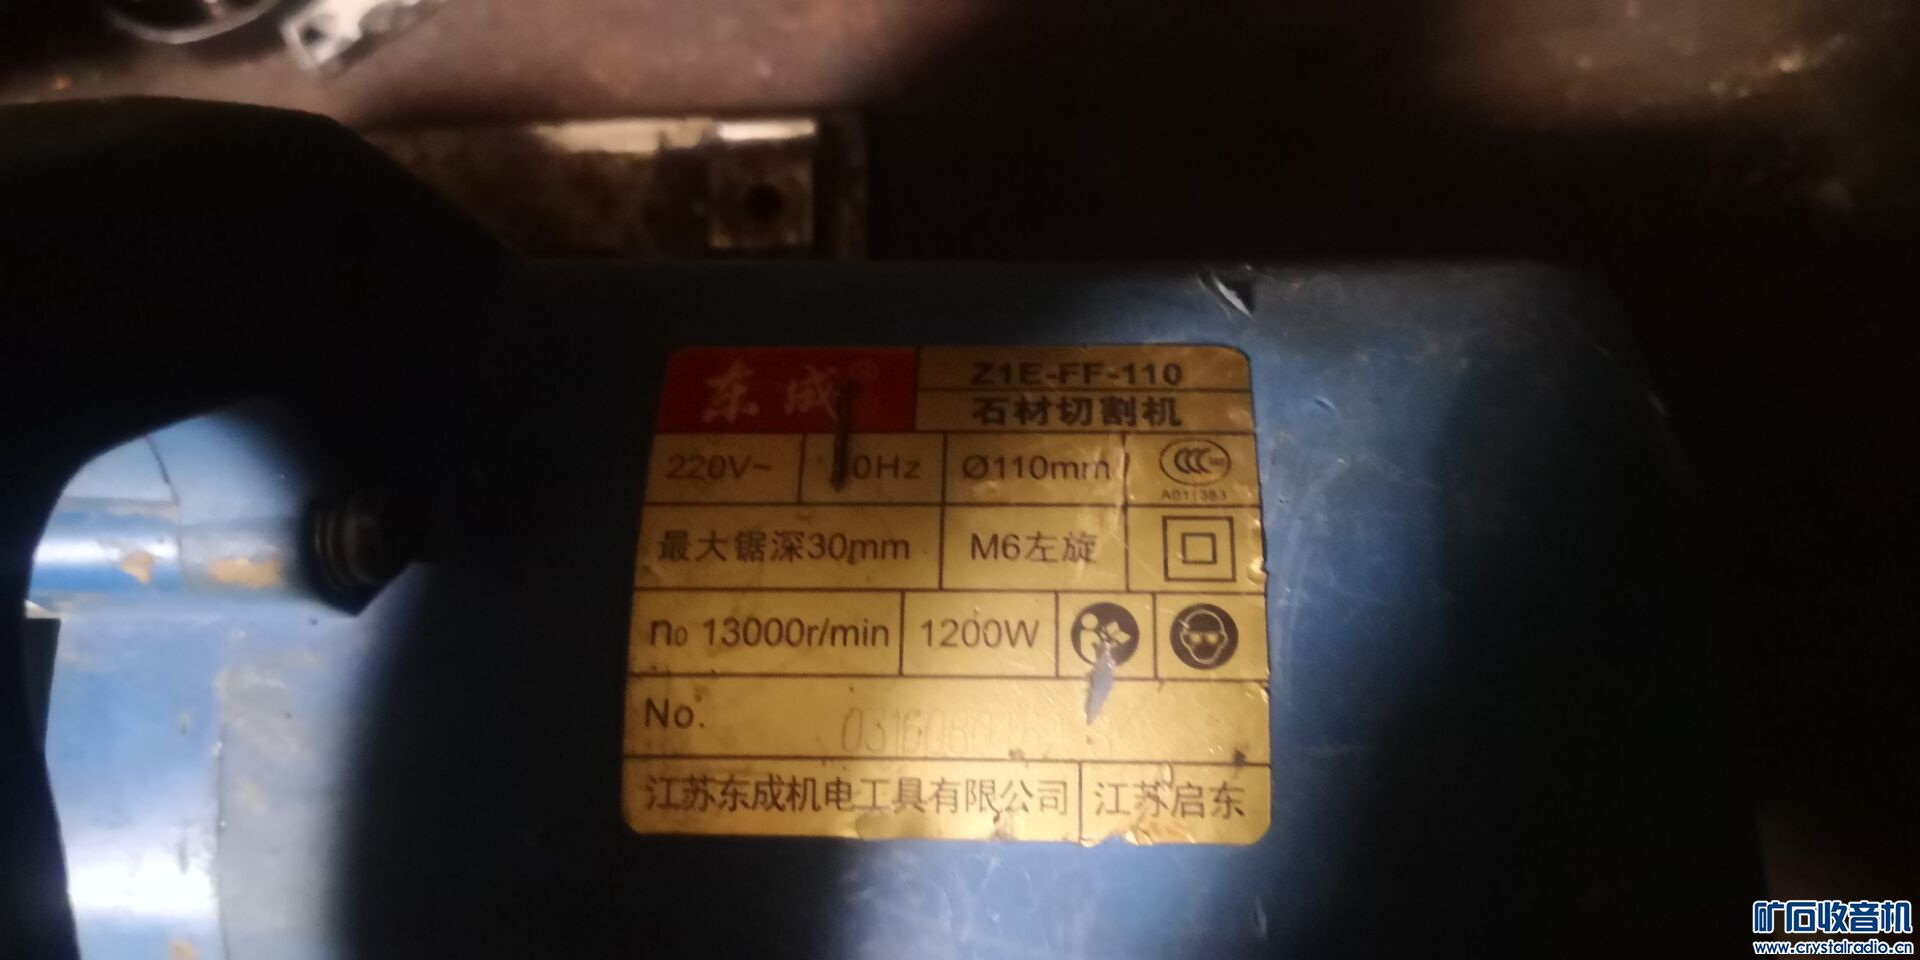 东成
Z1E-FF-110
石材切割机
220V~ 0Hz Ø110mm
A011383
最大锯深30mm M6左旋
n₀ 13000r/min 1200W
No.
江苏东成机电工具有限公司 江苏启东
矿石收音机
www.crystalradio.cn